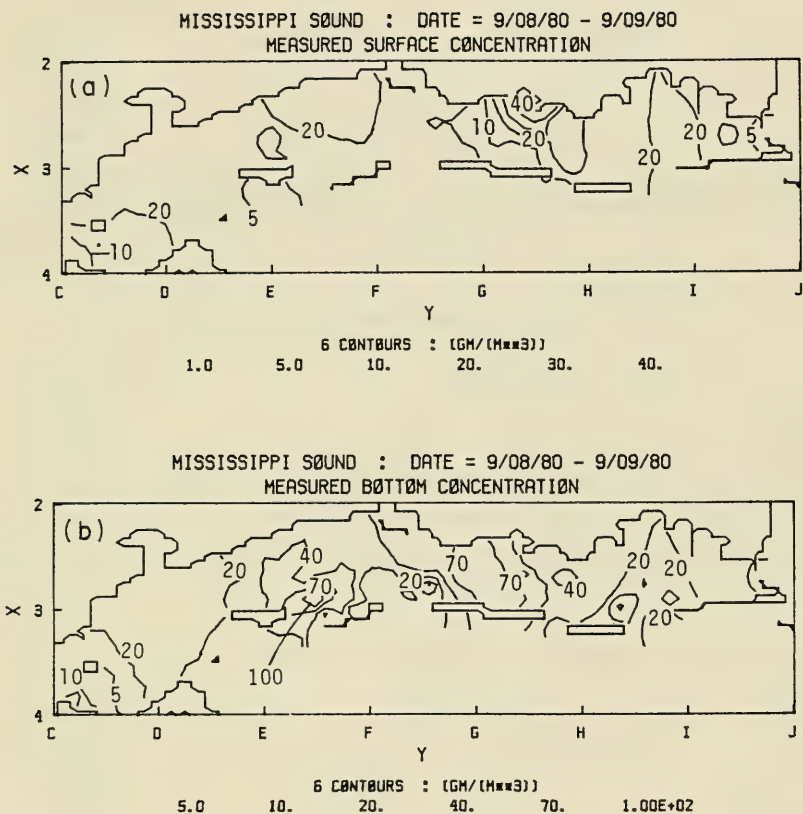 MISSISSIPPI SØUND : DATE = 9/08/80 - 9/09/80
MEASURED SURFACE CØNCENTRATIØN
(a)
2
3
4
X
20
40
10
20
20
20
5
5
20
10
C D E F G H I J
Y
6 CØNTØURS : [GM/(M**3)]
1.0 5.0 10. 20. 30. 40.
MISSISSIPPI SØUND : DATE = 9/08/80 - 9/09/80
MEASURED BØTTØM CØNCENTRATIØN
(b)
2
3
4
X
20
40
70
20
70
70
40
20
20
20
20
10
5
100
C D E F G H I J
Y
6 CØNTØURS : [GM/(M**3)]
5.0 10. 20. 40. 70. 1.00E+02